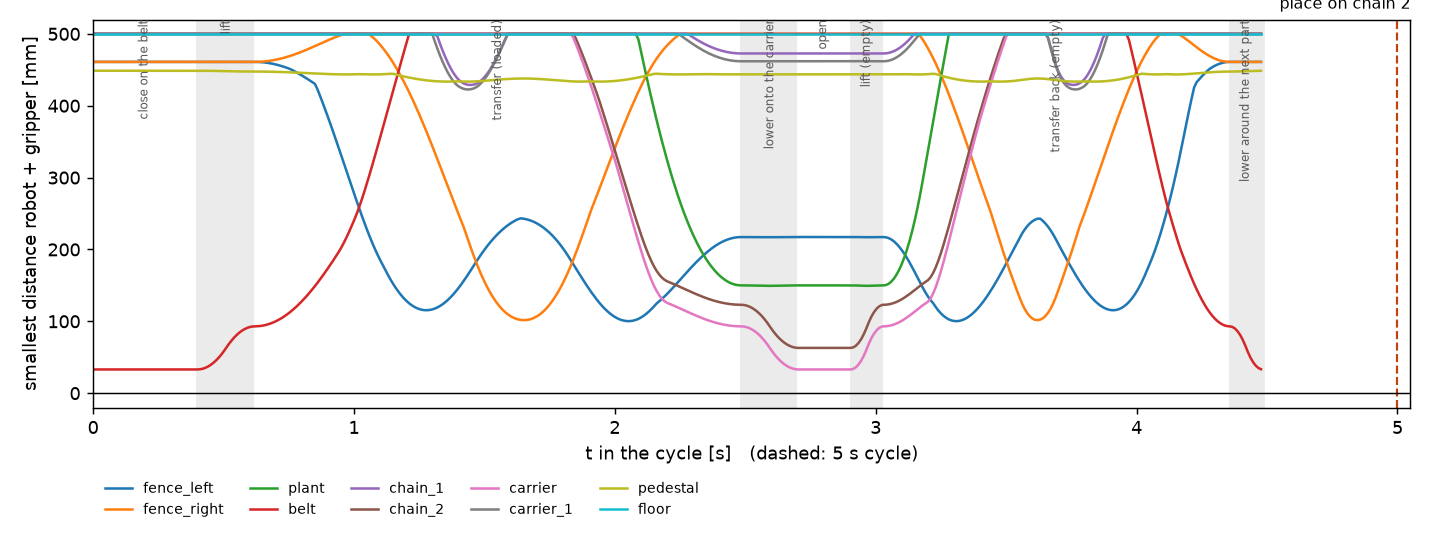 place on chain 2
smallest distance robot + gripper [mm]
500
400
300
200
100
0
close on the belt
lift
transfer (loaded)
lower onto the carrier
open
lift (empty)
transfer back (empty)
lower around the next part
0 1 2 3 4 5
t in the cycle [s] (dashed: 5 s cycle)
fence_left plant chain_1 carrier pedestal
fence_right belt chain_2 carrier_1 floor